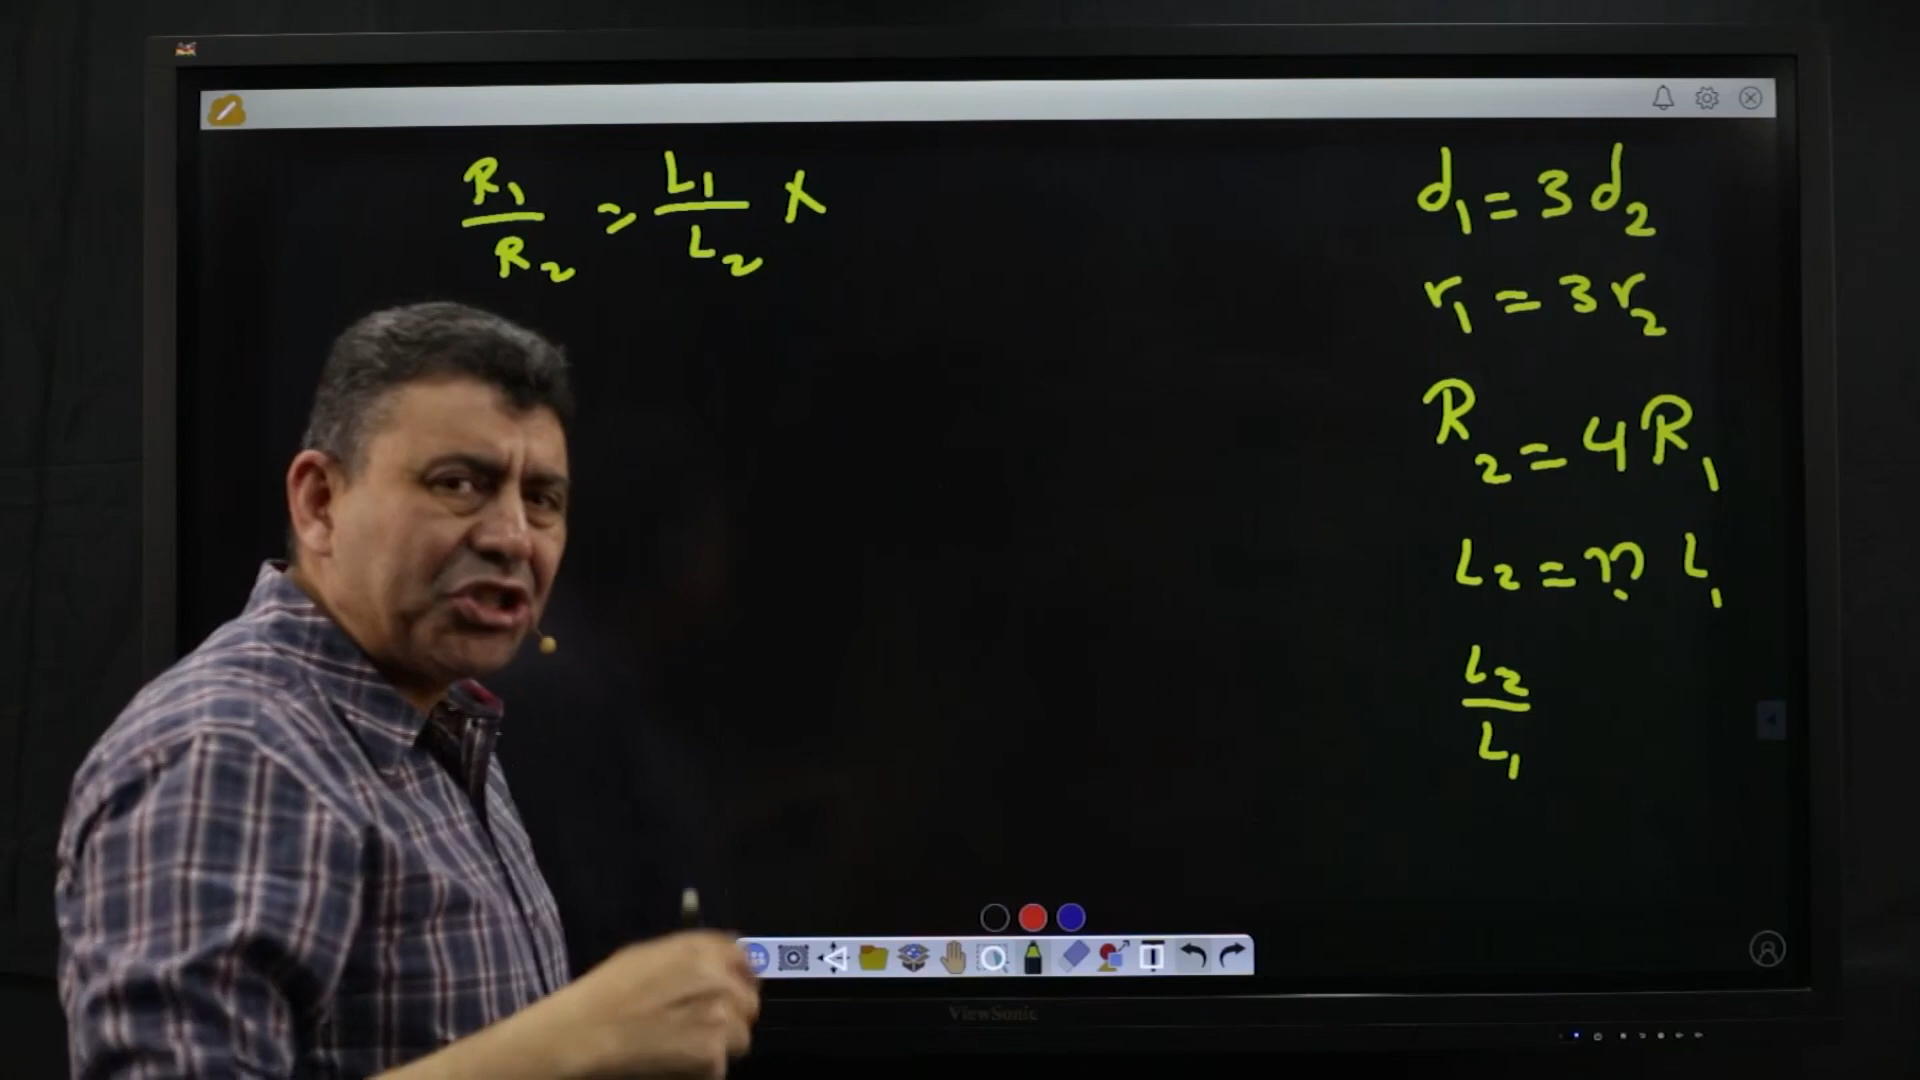 R₁/R₂ = L₁/L₂ ×
d₁ = 3 d₂
r₁ = 3 r₂
R₂ = 4 R₁
L₂ = ?? L₁
L₂/L₁
ViewSonic